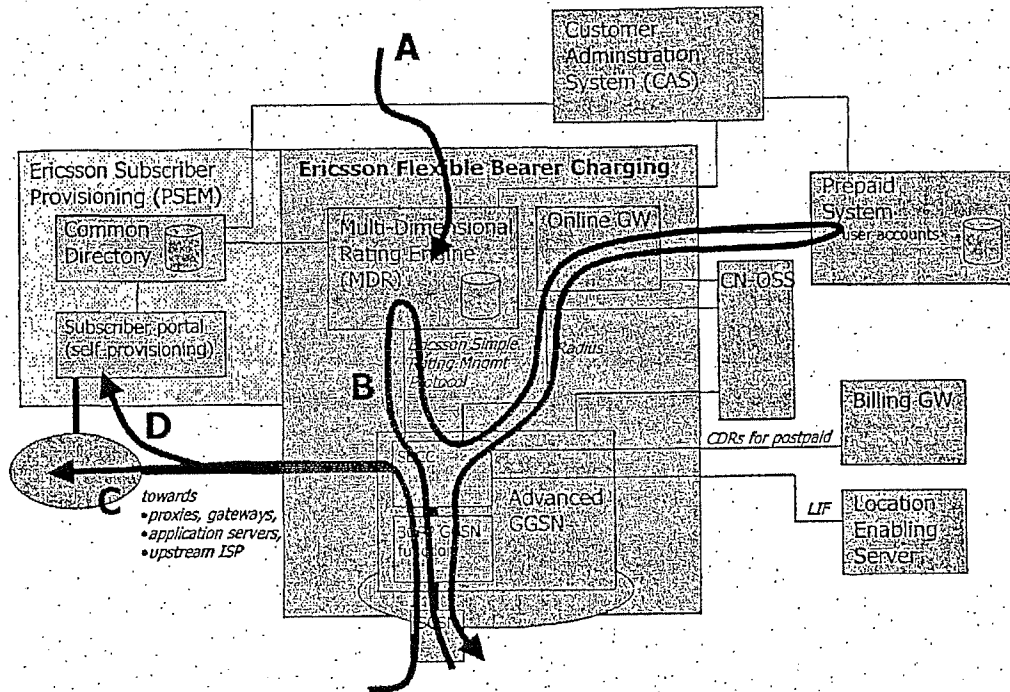 A
Customer
Adminstration
System (CAS)
Ericsson Subscriber
Provisioning (PSEM)
Ericsson Flexible Bearer Charging
Common
Directory
Multi-Dimensional
Rating Engine
(MDR)
Online GW
Prepaid
System
user accounts
CN-OSS
Subscriber portal
(self-provisioning)
Simple
Mngmt
Protocol
Radius
B
D
Billing GW
CDRs for postpaid
C
towards
•proxies, gateways,
•application servers,
•upstream ISP
Advanced
GGSN
LIF
Location
Enabling
Server